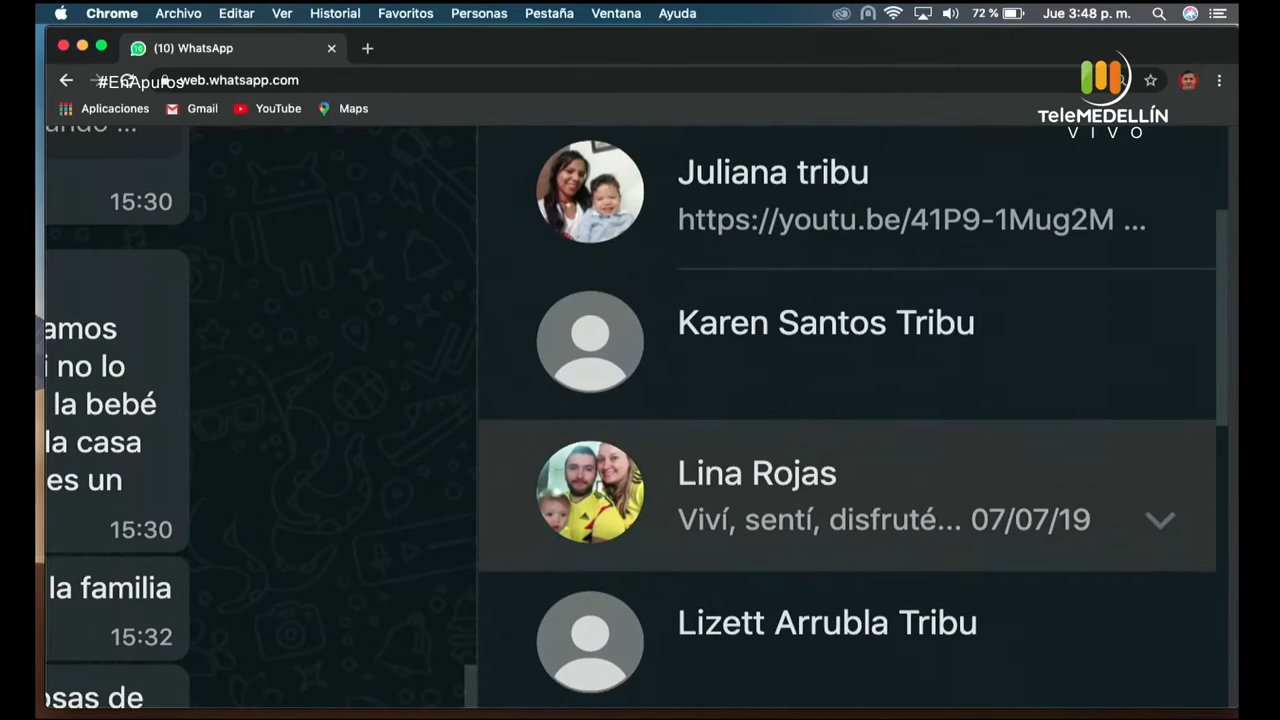 Chrome Archivo Editar Ver Historial Favoritos Personas Pestaña Ventana Ayuda 72 % Jue 3:48 p. m.
(10) WhatsApp
#EnApuros web.whatsapp.com
Aplicaciones Gmail YouTube Maps
TeleMEDELLÍN
VIVO
15:30
amos
i no lo
la bebé
la casa
es un
15:30
la familia
15:32
osas de
Juliana tribu
https://youtu.be/41P9-1Mug2M ...
Karen Santos Tribu
Lina Rojas
Viví, sentí, disfruté... 07/07/19
Lizett Arrubla Tribu